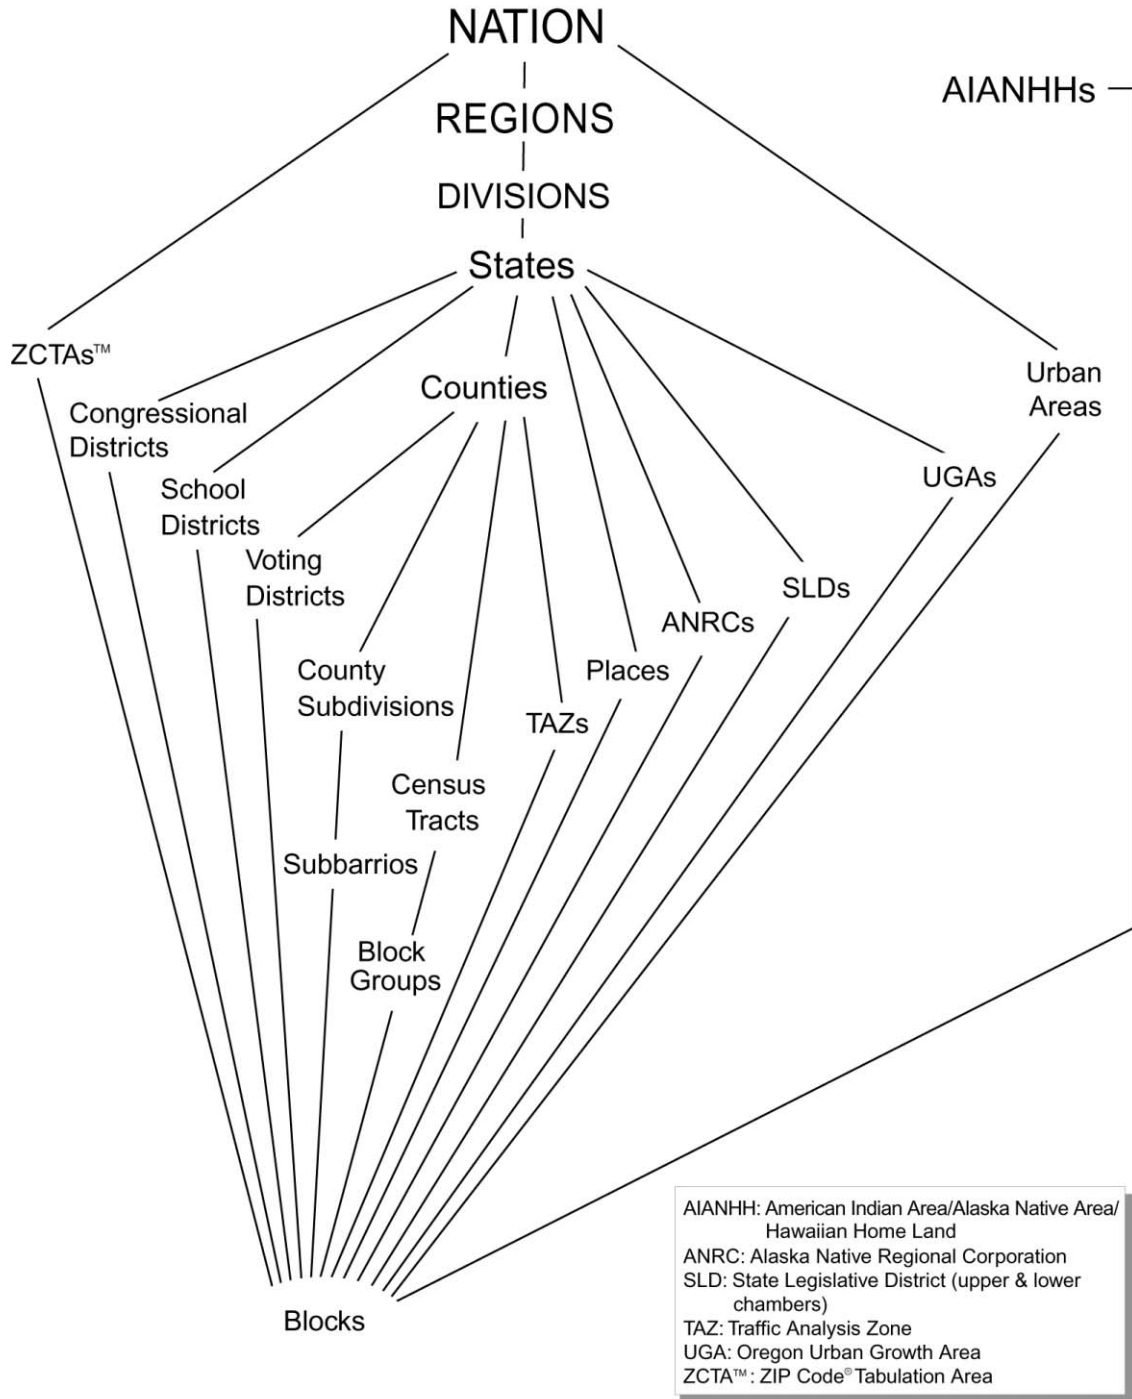 NATION
AIANHHs
REGIONS
DIVISIONS
States
ZCTAs™
Urban
Areas
Counties
Congressional
Districts
UGAs
School
Districts
Voting
Districts
SLDs
ANRCs
County
Subdivisions
Places
TAZs
Census
Tracts
Subbarrios
Block
Groups
Blocks
AIANHH: American Indian Area/Alaska Native Area/
Hawaiian Home Land
ANRC: Alaska Native Regional Corporation
SLD: State Legislative District (upper & lower
chambers)
TAZ: Traffic Analysis Zone
UGA: Oregon Urban Growth Area
ZCTA™: ZIP Code® Tabulation Area